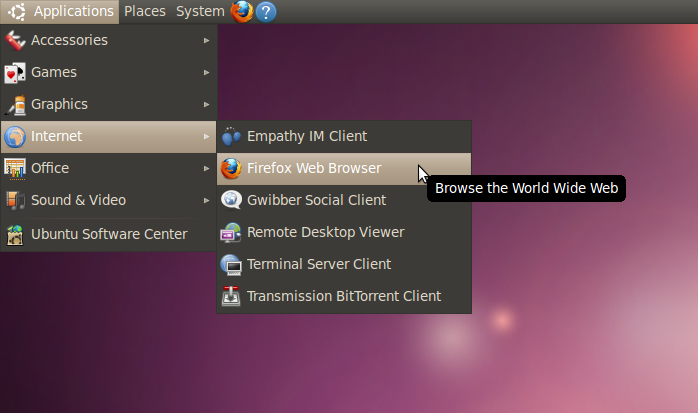 Applications Places System
Accessories
Games
Graphics
Internet
Office
Sound & Video
Ubuntu Software Center
Empathy IM Client
Firefox Web Browser
Gwibber Social Client
Remote Desktop Viewer
Terminal Server Client
Transmission BitTorrent Client
Browse the World Wide Web